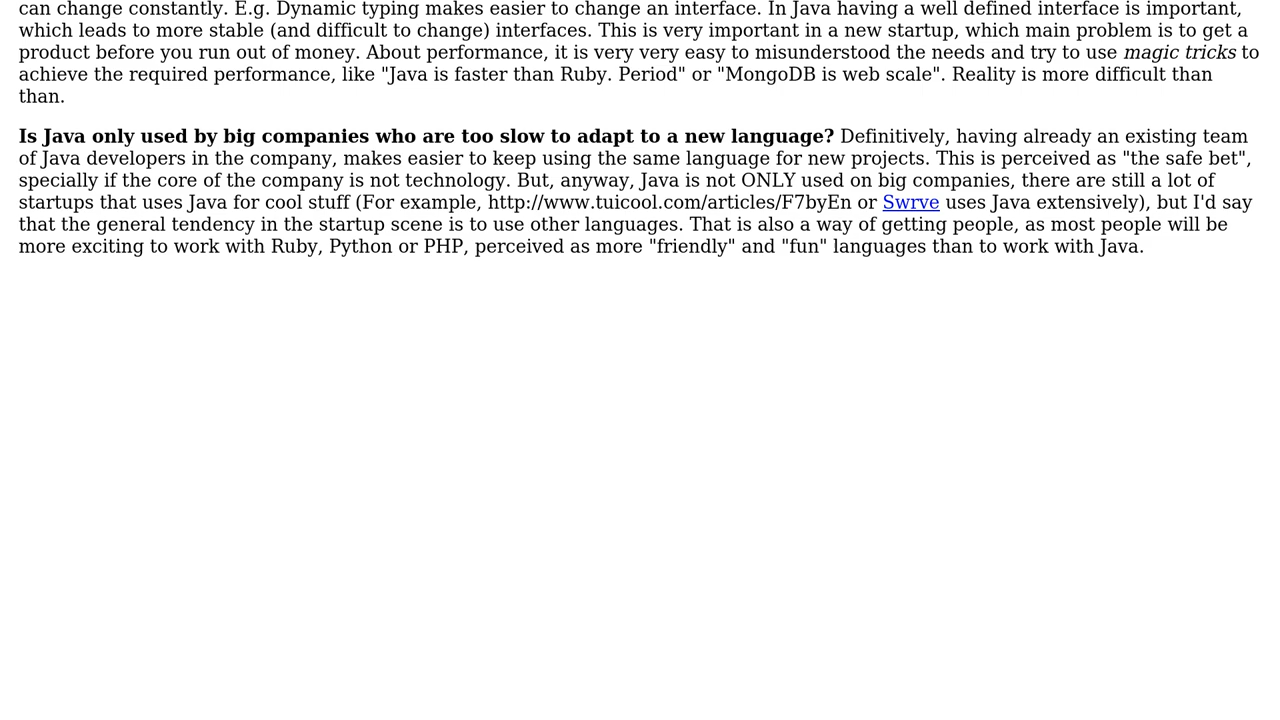 can change constantly. E.g. Dynamic typing makes easier to change an interface. In Java having a well defined interface is important,
which leads to more stable (and difficult to change) interfaces. This is very important in a new startup, which main problem is to get a
product before you run out of money. About performance, it is very very easy to misunderstood the needs and try to use magic tricks to
achieve the required performance, like "Java is faster than Ruby. Period" or "MongoDB is web scale". Reality is more difficult than
than.
Is Java only used by big companies who are too slow to adapt to a new language? Definitively, having already an existing team
of Java developers in the company, makes easier to keep using the same language for new projects. This is perceived as "the safe bet",
specially if the core of the company is not technology. But, anyway, Java is not ONLY used on big companies, there are still a lot of
startups that uses Java for cool stuff (For example, http://www.tuicool.com/articles/F7byEn or Swrve uses Java extensively), but I'd say
that the general tendency in the startup scene is to use other languages. That is also a way of getting people, as most people will be
more exciting to work with Ruby, Python or PHP, perceived as more "friendly" and "fun" languages than to work with Java.